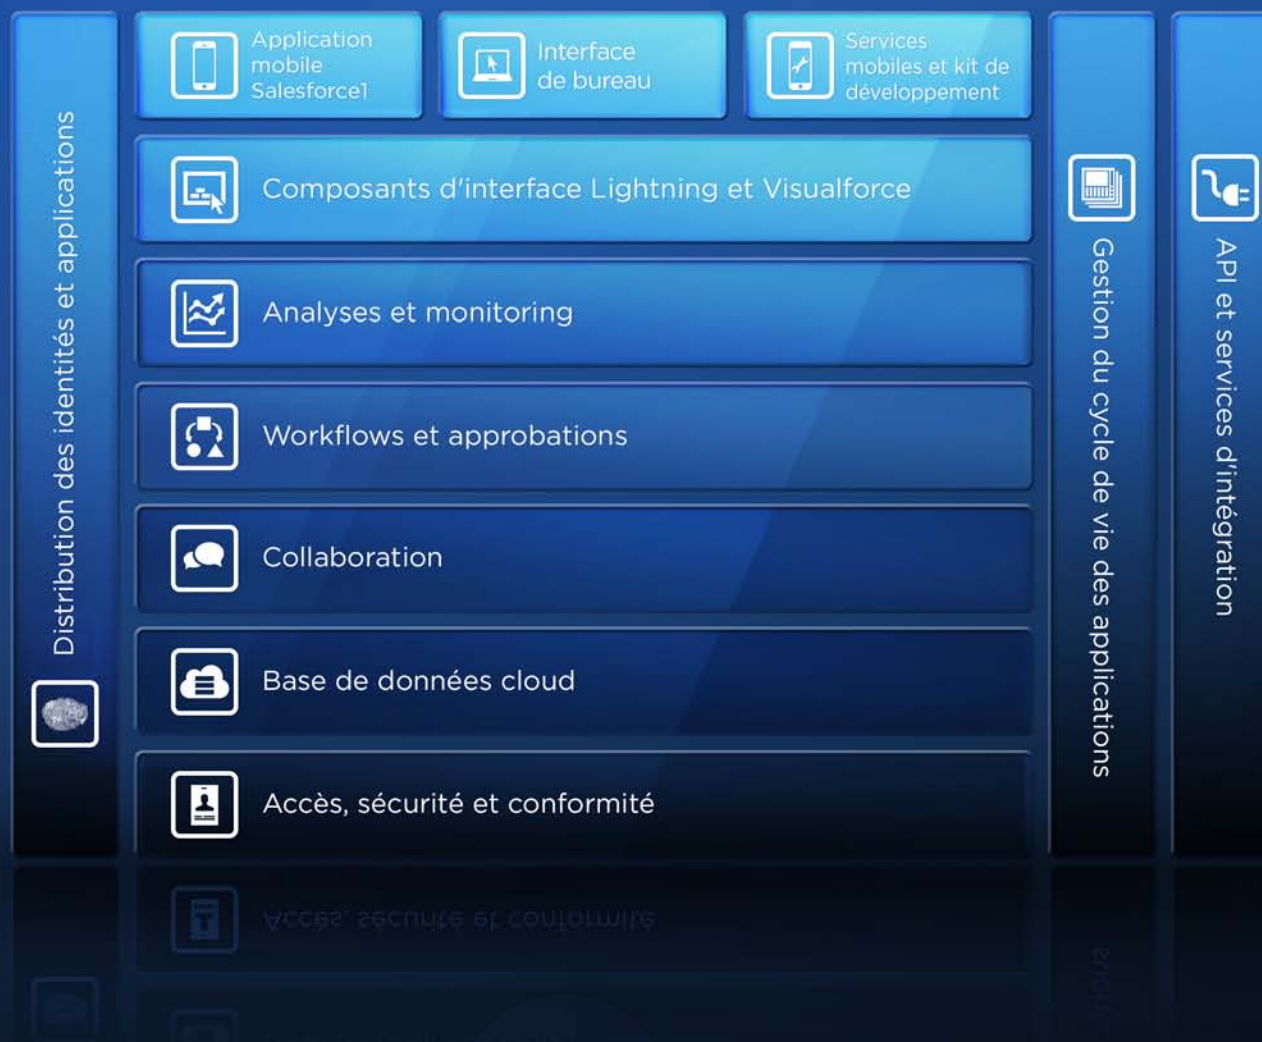 Distribution des identités et applications
Application
mobile
Salesforce1
Interface
de bureau
Services
mobiles et kit de
développement
Composants d'interface Lightning et Visualforce
Analyses et monitoring
Workflows et approbations
Collaboration
Base de données cloud
Accès, sécurité et conformité
Gestion du cycle de vie des applications
API et services d'intégration